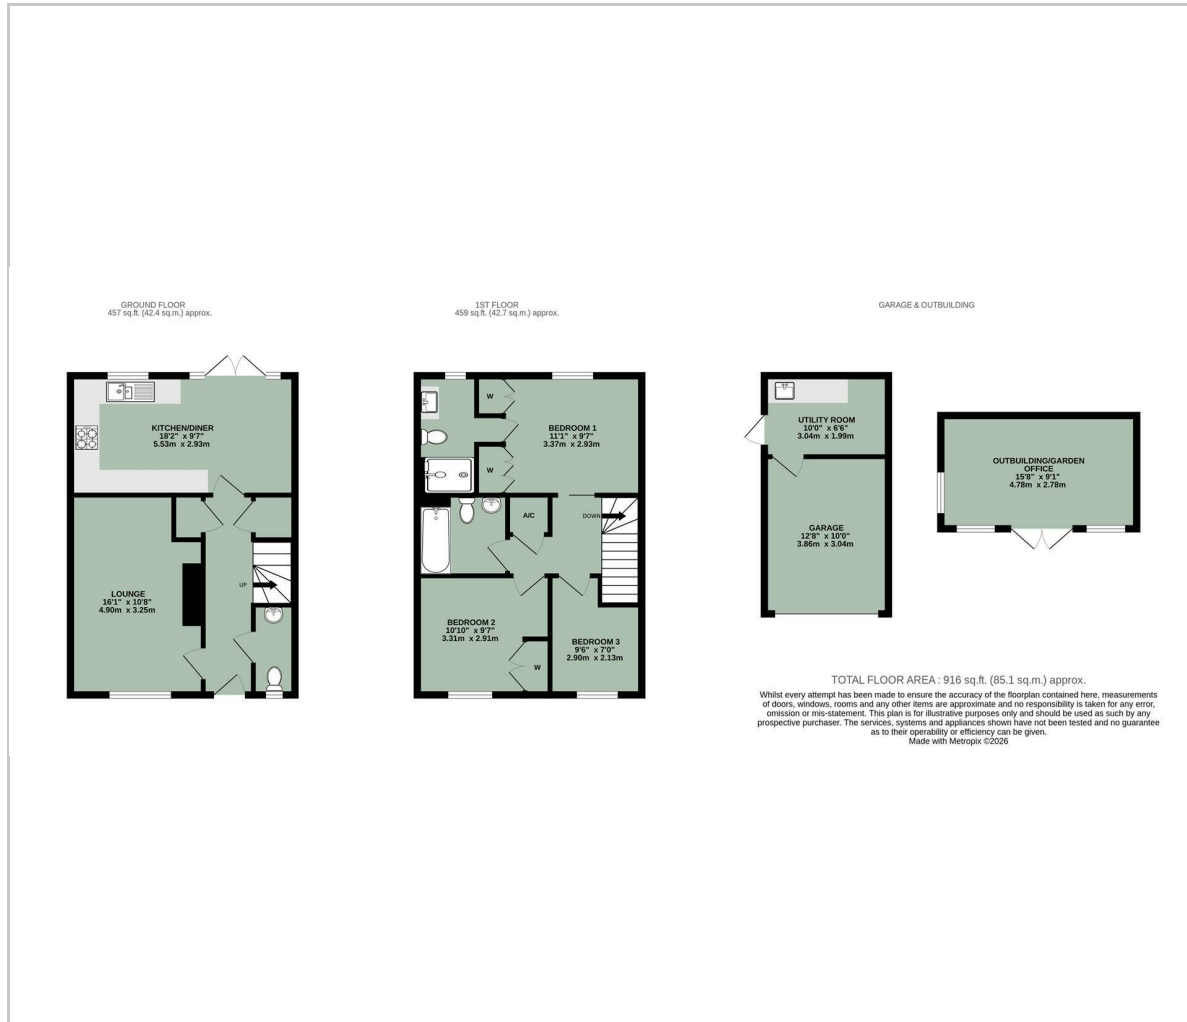 GROUND FLOOR
457 sq.ft. (42.4 sq.m.) approx.
1ST FLOOR
459 sq.ft. (42.7 sq.m.) approx.
GARAGE & OUTBUILDING
KITCHEN/DINER
18'2" x 9'7"
5.53m x 2.93m
LOUNGE
16'1" x 10'8"
4.90m x 3.25m
UP
W
BEDROOM 1
11'1" x 9'7"
3.37m x 2.93m
W
A/C
DOWN
BEDROOM 2
10'10" x 9'7"
3.31m x 2.91m
W
BEDROOM 3
9'6" x 7'0"
2.90m x 2.13m
UTILITY ROOM
10'0" x 6'6"
3.04m x 1.99m
GARAGE
12'8" x 10'0"
3.86m x 3.04m
OUTBUILDING/GARDEN
OFFICE
15'8" x 9'1"
4.78m x 2.78m
TOTAL FLOOR AREA : 916 sq.ft. (85.1 sq.m.) approx.
Whilst every attempt has been made to ensure the accuracy of the floorplan contained here, measurements
of doors, windows, rooms and any other items are approximate and no responsibility is taken for any error,
omission or mis-statement. This plan is for illustrative purposes only and should be used as such by any
prospective purchaser. The services, systems and appliances shown have not been tested and no guarantee
as to their operability or efficiency can be given.
Made with Metropix ©2026